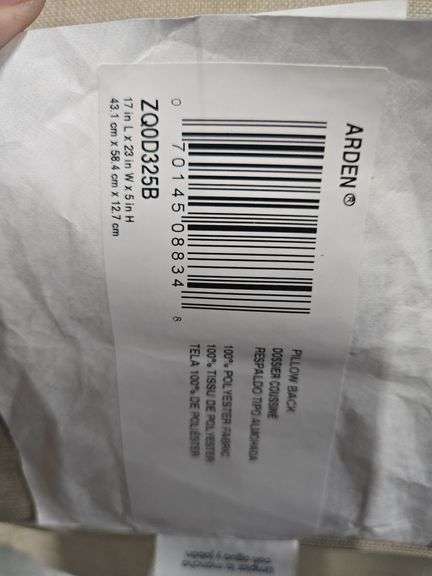 ARDEN®
0 70145 08834 8
ZQ0D325B
17 in L x 23 in W x 5 in H
43.1 cm x 58.4 cm x 12.7 cm
PILLOW BACK
DOSSIER COUSSINÉ
RESPALDO TIPO ALMOHADA
100% POLYESTER FABRIC
100% TISSU DE POLYESTER
TELA 100% DE POLIÉSTER